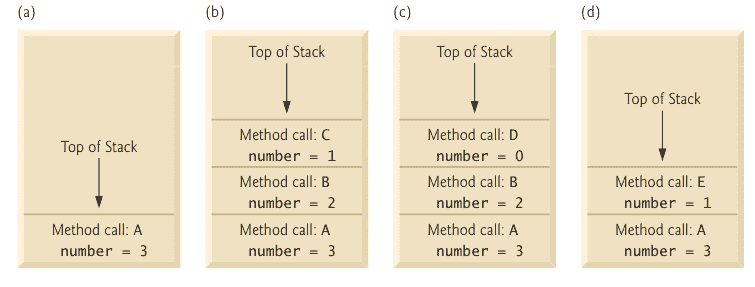 (a)
Top of Stack
Method call: A
number = 3
(b)
Top of Stack
Method call: C
number = 1
Method call: B
number = 2
Method call: A
number = 3
(c)
Top of Stack
Method call: D
number = 0
Method call: B
number = 2
Method call: A
number = 3
(d)
Top of Stack
Method call: E
number = 1
Method call: A
number = 3